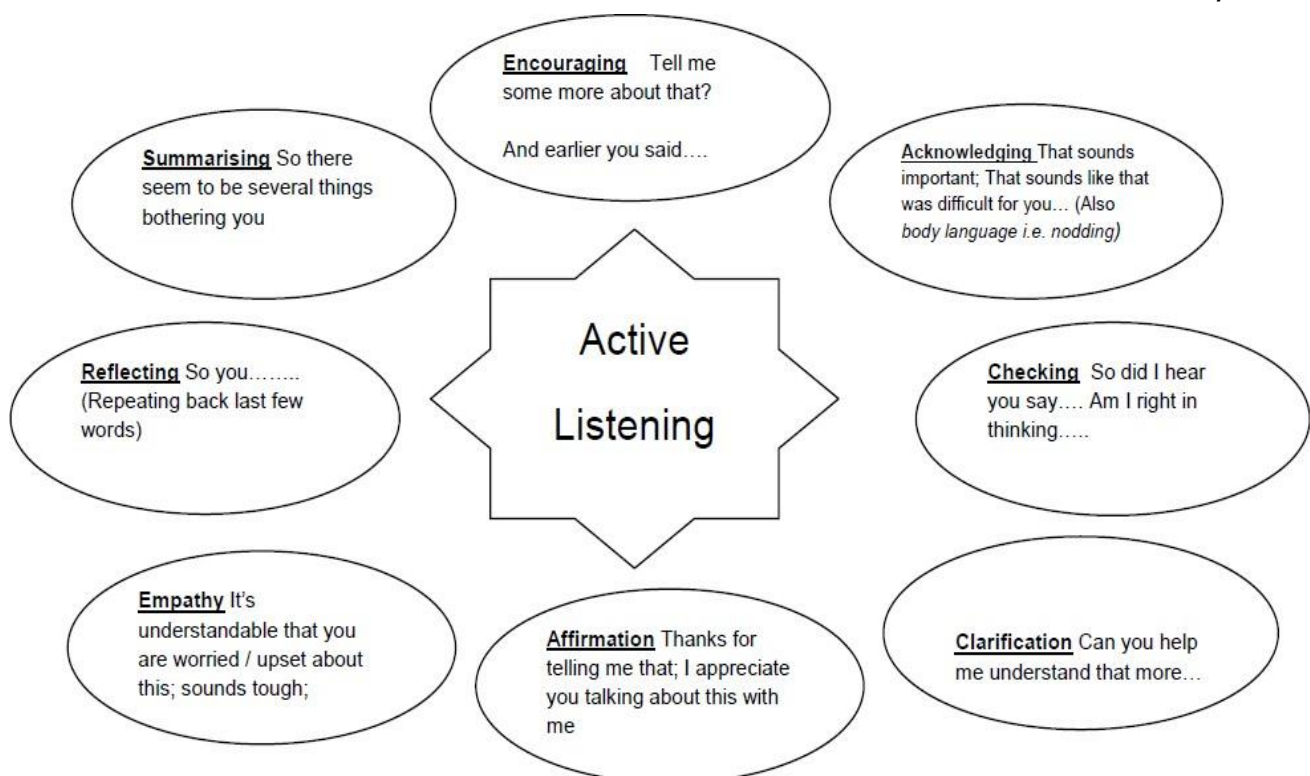 Encouraging Tell me
some more about that?
And earlier you said….
Summarising So there
seem to be several things
bothering you
Acknowledging That sounds
important; That sounds like that
was difficult for you… (Also
body language i.e. nodding)
Active
Listening
Reflecting So you……..
(Repeating back last few
words)
Checking So did I hear
you say…. Am I right in
thinking…..
Empathy It's
understandable that you
are worried / upset about
this; sounds tough;
Affirmation Thanks for
telling me that; I appreciate
you talking about this with
me
Clarification Can you help
me understand that more…